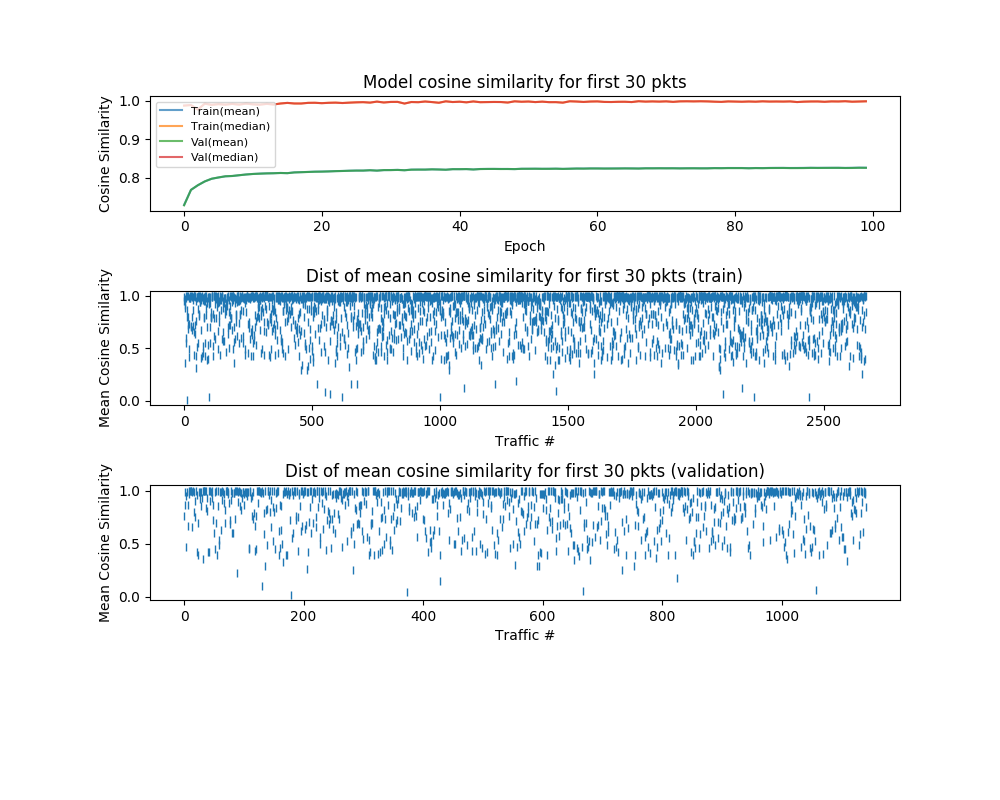 Model cosine similarity for first 30 pkts
Cosine Similarity
1.0
0.9
0.8
Train(mean)
Train(median)
Val(mean)
Val(median)
0 20 40 60 80 100
Epoch
Dist of mean cosine similarity for first 30 pkts (train)
Mean Cosine Similarity
1.0
0.5
0.0
0 500 1000 1500 2000 2500
Traffic #
Dist of mean cosine similarity for first 30 pkts (validation)
Mean Cosine Similarity
1.0
0.5
0.0
0 200 400 600 800 1000
Traffic #